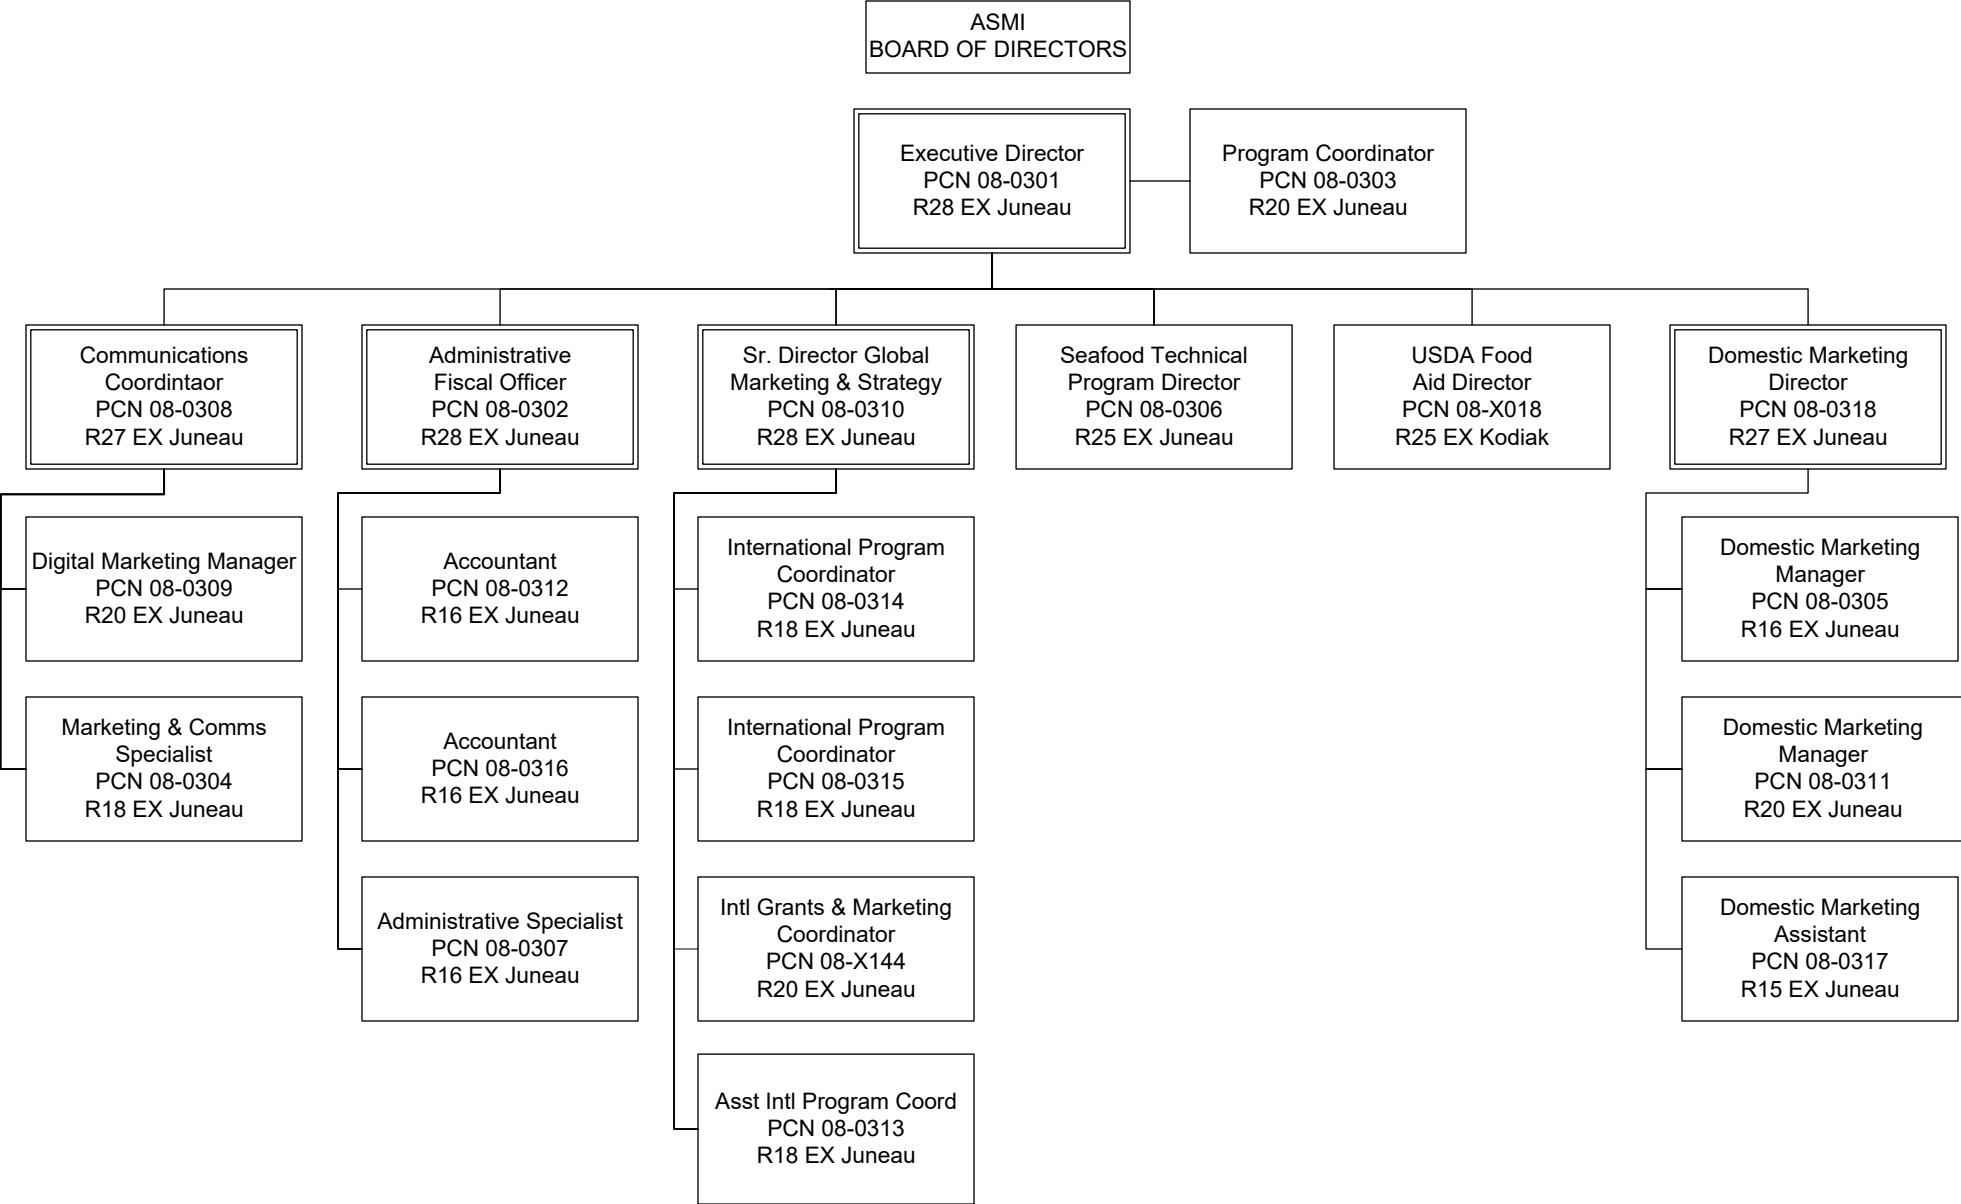 ASMI
BOARD OF DIRECTORS
Executive Director
PCN 08-0301
R28 EX Juneau
Program Coordinator
PCN 08-0303
R20 EX Juneau
Communications
Coordintaor
PCN 08-0308
R27 EX Juneau
Administrative
Fiscal Officer
PCN 08-0302
R28 EX Juneau
Sr. Director Global
Marketing & Strategy
PCN 08-0310
R28 EX Juneau
Seafood Technical
Program Director
PCN 08-0306
R25 EX Juneau
USDA Food
Aid Director
PCN 08-X018
R25 EX Kodiak
Domestic Marketing
Director
PCN 08-0318
R27 EX Juneau
Digital Marketing Manager
PCN 08-0309
R20 EX Juneau
Accountant
PCN 08-0312
R16 EX Juneau
International Program
Coordinator
PCN 08-0314
R18 EX Juneau
Domestic Marketing
Manager
PCN 08-0305
R16 EX Juneau
Marketing & Comms
Specialist
PCN 08-0304
R18 EX Juneau
Accountant
PCN 08-0316
R16 EX Juneau
International Program
Coordinator
PCN 08-0315
R18 EX Juneau
Domestic Marketing
Manager
PCN 08-0311
R20 EX Juneau
Administrative Specialist
PCN 08-0307
R16 EX Juneau
Intl Grants & Marketing
Coordinator
PCN 08-X144
R20 EX Juneau
Domestic Marketing
Assistant
PCN 08-0317
R15 EX Juneau
Asst Intl Program Coord
PCN 08-0313
R18 EX Juneau